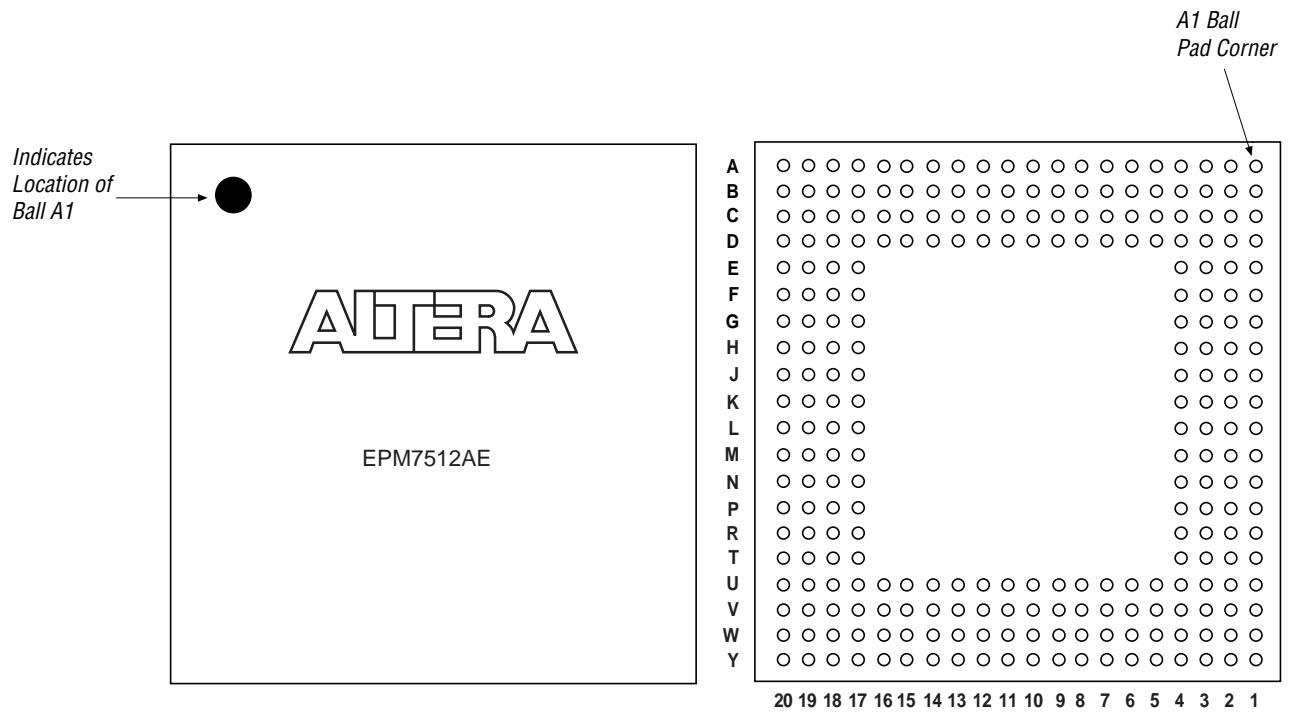 A1 Ball
Pad Corner
Indicates
Location of
Ball A1
ALTERA
EPM7512AE
A
B
C
D
E
F
G
H
J
K
L
M
N
P
R
T
U
V
W
Y
20 19 18 17 16 15 14 13 12 11 10 9 8 7 6 5 4 3 2 1